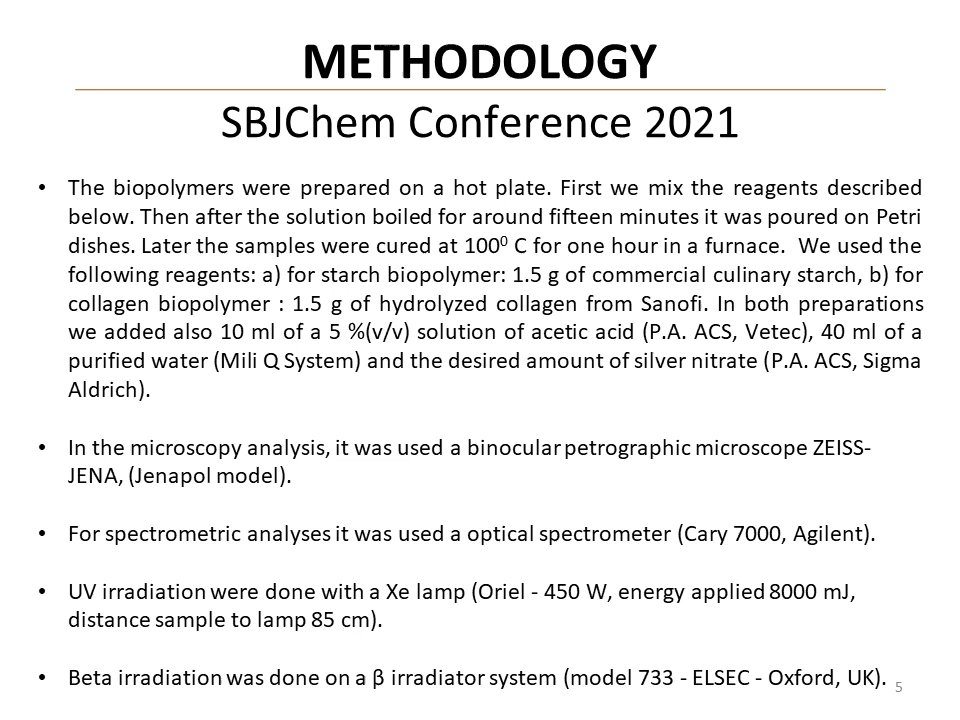 METHODOLOGY
SBJChem Conference 2021
• The biopolymers were prepared on a hot plate. First we mix the reagents described
below. Then after the solution boiled for around fifteen minutes it was poured on Petri
dishes. Later the samples were cured at 100⁰ C for one hour in a furnace. We used the
following reagents: a) for starch biopolymer: 1.5 g of commercial culinary starch, b) for
collagen biopolymer : 1.5 g of hydrolyzed collagen from Sanofi. In both preparations
we added also 10 ml of a 5 %(v/v) solution of acetic acid (P.A. ACS, Vetec), 40 ml of a
purified water (Mili Q System) and the desired amount of silver nitrate (P.A. ACS, Sigma
Aldrich).
• In the microscopy analysis, it was used a binocular petrographic microscope ZEISS-
JENA, (Jenapol model).
• For spectrometric analyses it was used a optical spectrometer (Cary 7000, Agilent).
• UV irradiation were done with a Xe lamp (Oriel - 450 W, energy applied 8000 mJ,
distance sample to lamp 85 cm).
• Beta irradiation was done on a β irradiator system (model 733 - ELSEC - Oxford, UK).
5